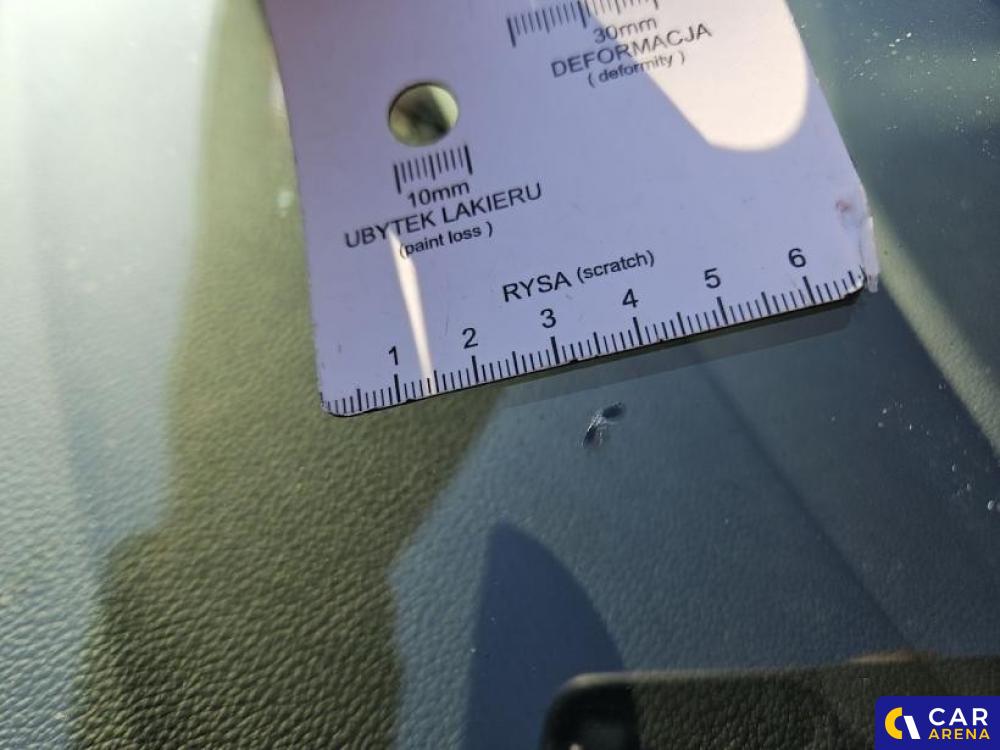 30mm
DEFORMACJA
( deformity )
10mm
UBYTEK LAKIERU
(paint loss )
RYSA (scratch)
1 2 3 4 5 6
CAR
ARENA